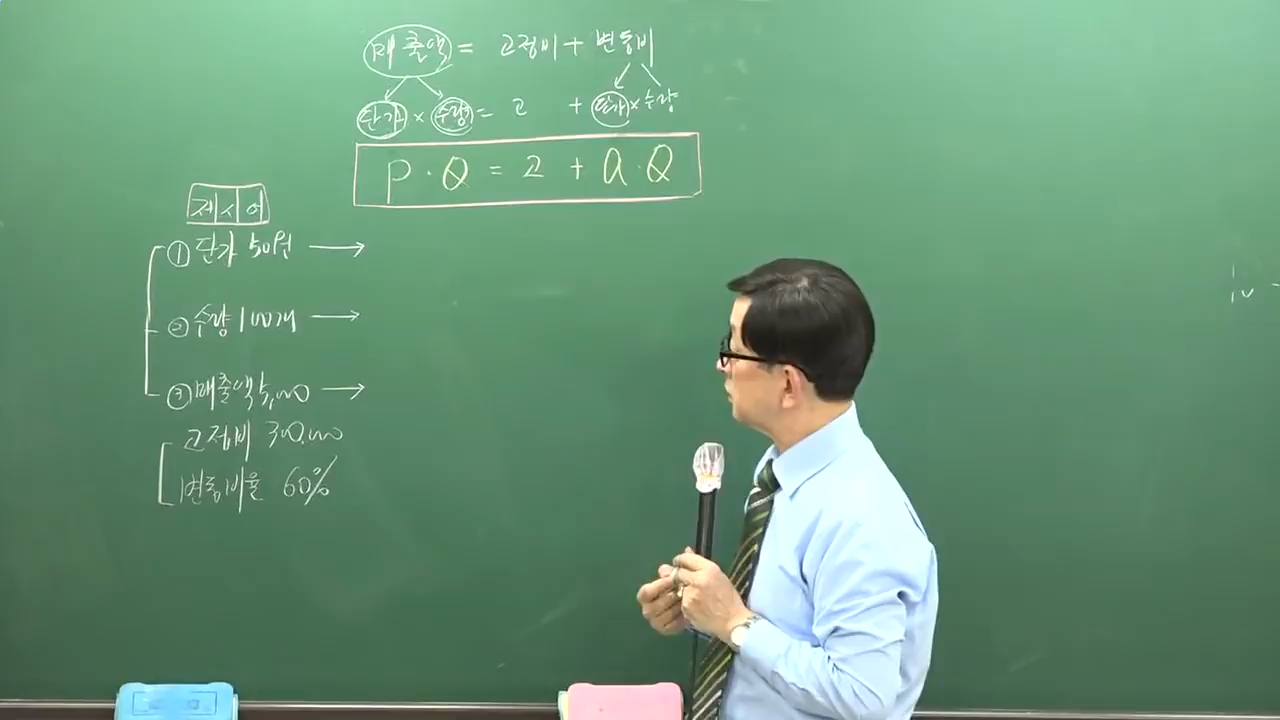 매출액 = 고정비 + 변동비
단가 × 수량 = 고 + 단가 × 수량
P · Q = 고 + a · Q
제시어
① 단가 50원 →
② 수량 100개 →
③ 매출액 5,000 →
고정비 300,000
변동비율 60%